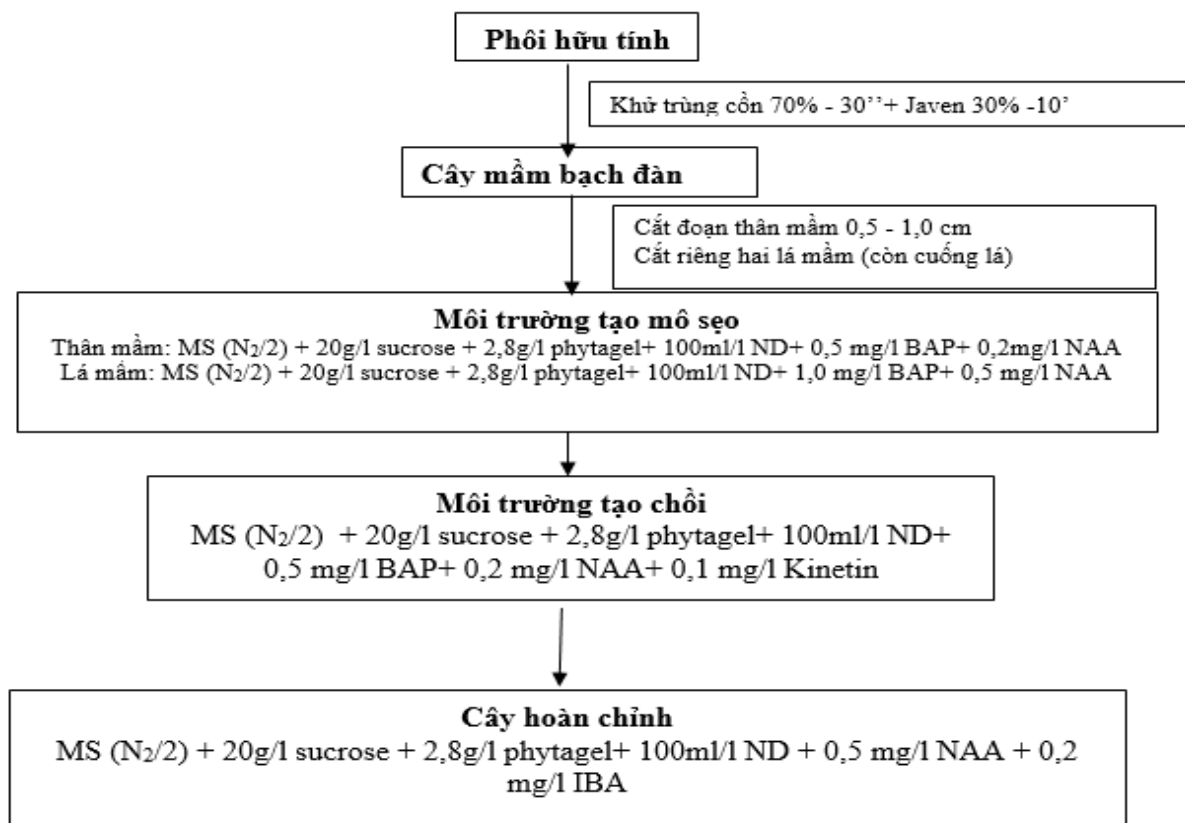 Phôi hữu tính
Khử trùng cồn 70% - 30’’+ Javen 30% -10’
Cây mầm bạch đàn
Cắt đoạn thân mầm 0,5 - 1,0 cm
Cắt riêng hai lá mầm (còn cuống lá)
Môi trường tạo mô sẹo
Thân mầm: MS (N₂/2) + 20g/l sucrose + 2,8g/l phytagel+ 100ml/l ND+ 0,5 mg/l BAP+ 0,2mg/l NAA
Lá mầm: MS (N₂/2) + 20g/l sucrose + 2,8g/l phytagel+ 100ml/l ND+ 1,0 mg/l BAP+ 0,5 mg/l NAA
Môi trường tạo chồi
MS (N₂/2) + 20g/l sucrose + 2,8g/l phytagel+ 100ml/l ND+
0,5 mg/l BAP+ 0,2 mg/l NAA+ 0,1 mg/l Kinetin
Cây hoàn chỉnh
MS (N₂/2) + 20g/l sucrose + 2,8g/l phytagel+ 100ml/l ND + 0,5 mg/l NAA + 0,2
mg/l IBA